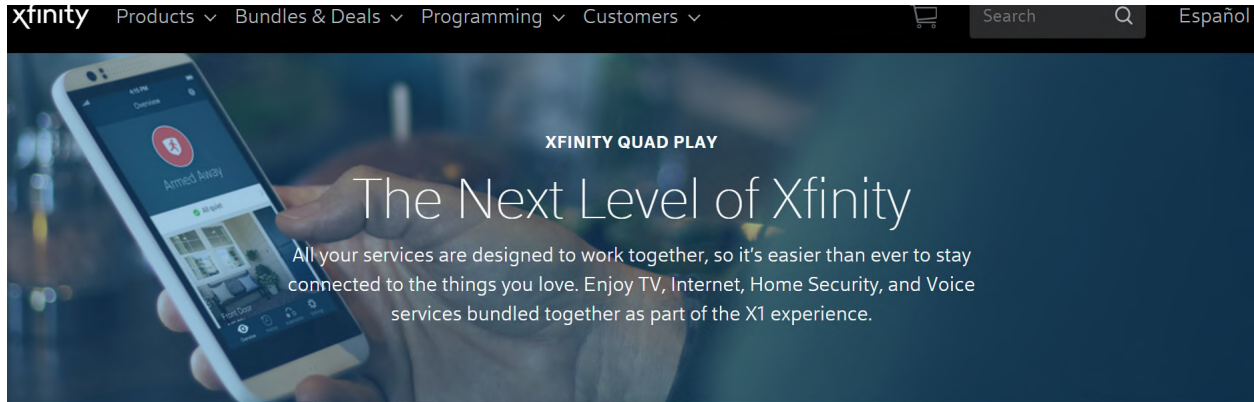 xfinity Products Bundles & Deals Programming Customers Search Español
4:15 PM
Overview
Armed Away
All quiet
Front Door
XFINITY QUAD PLAY
The Next Level of Xfinity
All your services are designed to work together, so it's easier than ever to stay
connected to the things you love. Enjoy TV, Internet, Home Security, and Voice
services bundled together as part of the X1 experience.